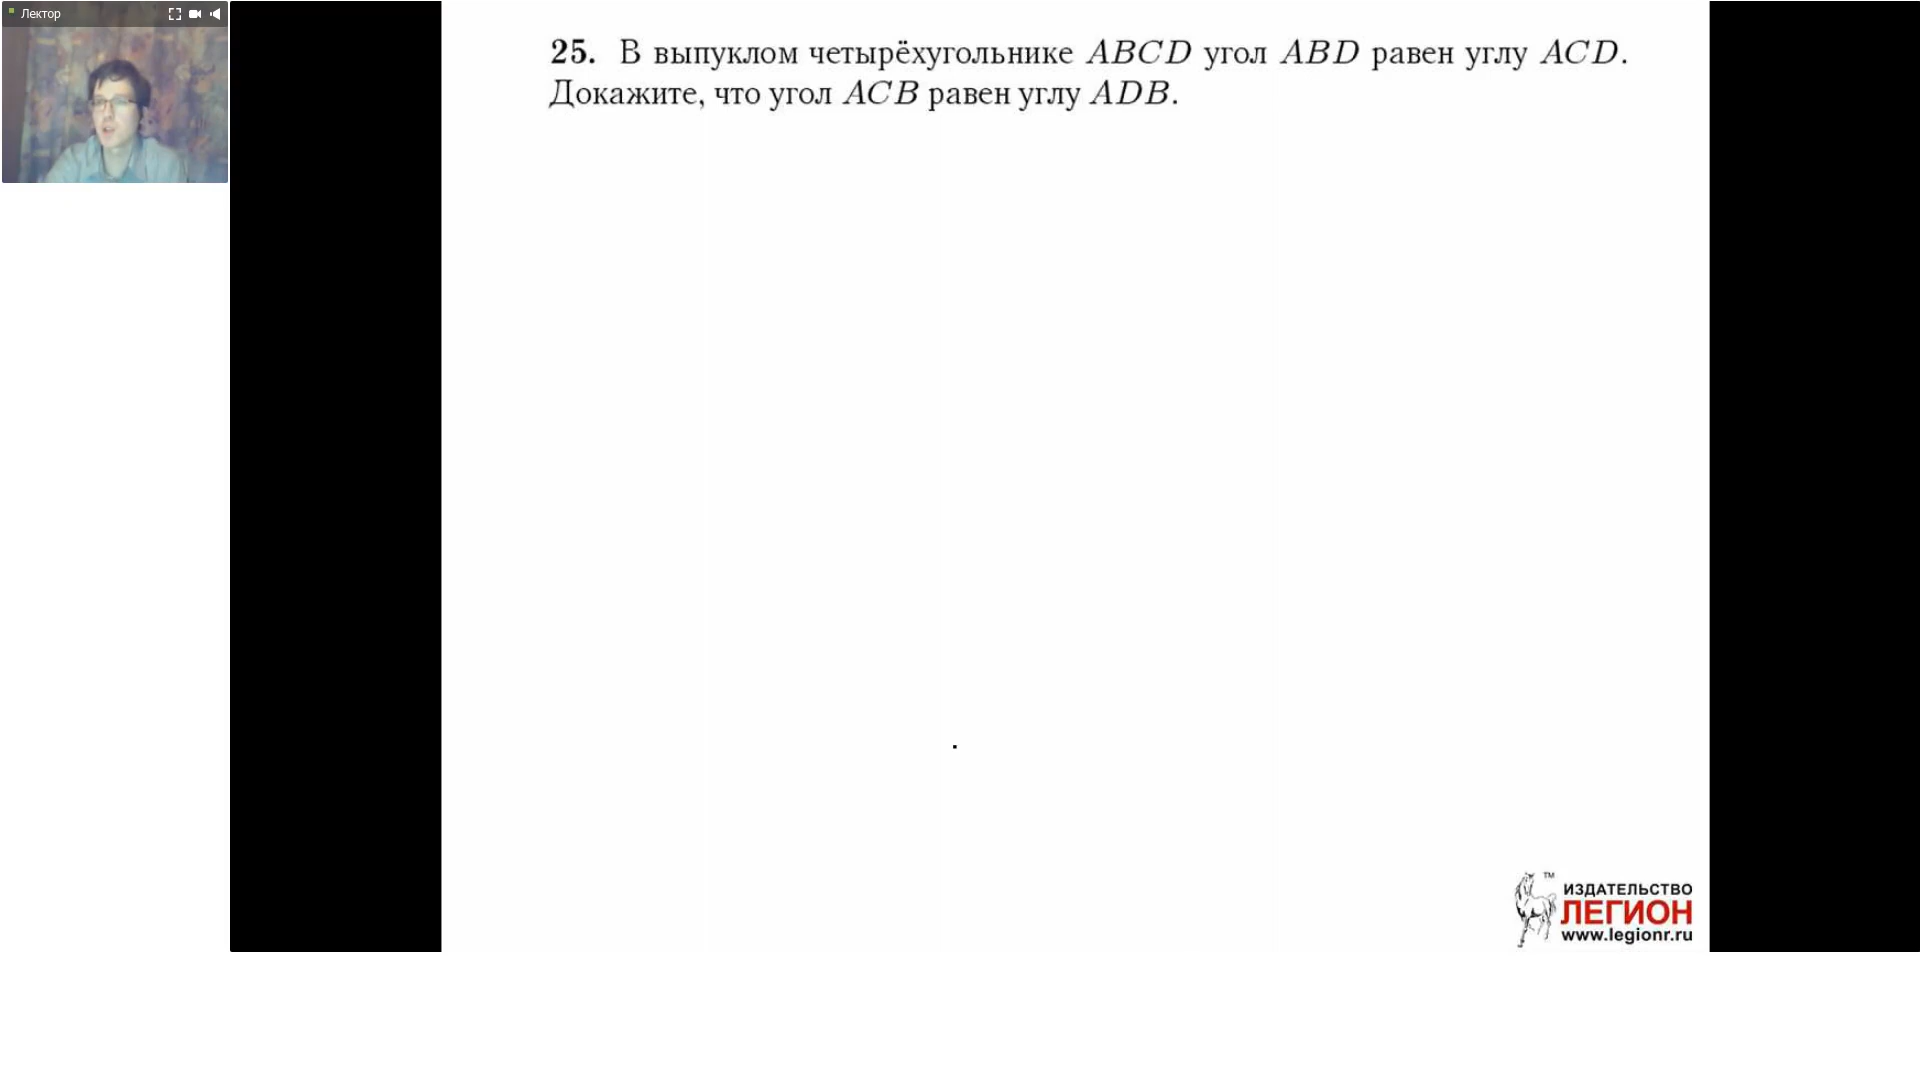 Лектор
25. В выпуклом четырёхугольнике ABCD угол ABD равен углу ACD.
Докажите, что угол ACB равен углу ADB.
TM
ИЗДАТЕЛЬСТВО
ЛЕГИОН
www.legionr.ru